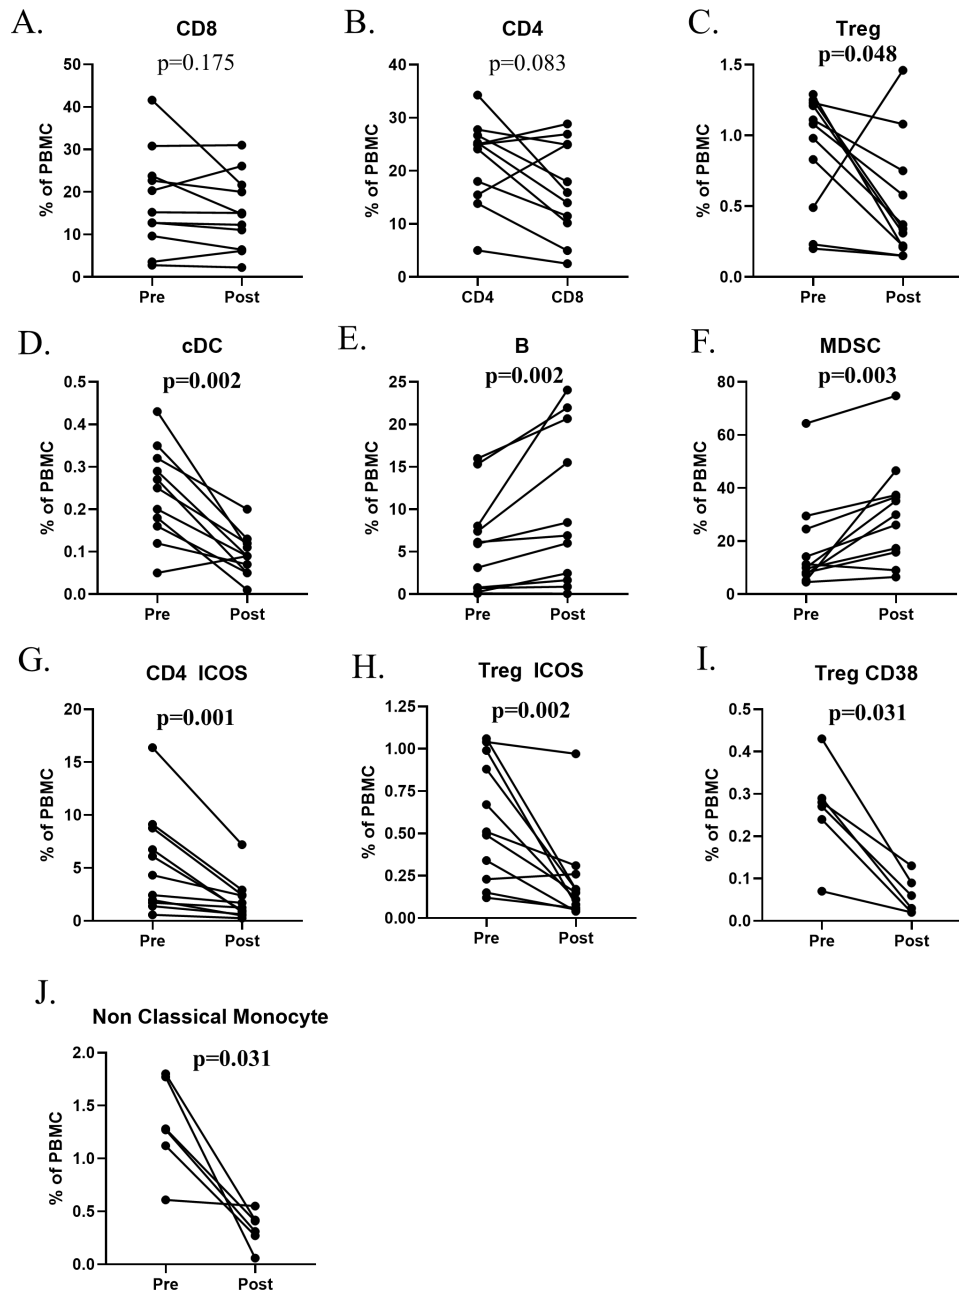 A.
CD8
p=0.175
50
40
30
20
10
0
% of PBMC
Pre Post
B.
CD4
p=0.083
40
30
20
10
0
% of PBMC
CD4 CD8
C.
Treg
p=0.048
1.5
1.0
0.5
0.0
% of PBMC
Pre Post
D.
cDC
p=0.002
0.5
0.4
0.3
0.2
0.1
0.0
% of PBMC
Pre Post
E.
B
p=0.002
25
20
15
10
5
0
% of PBMC
Pre Post
F.
MDSC
p=0.003
80
60
40
20
0
% of PBMC
Pre Post
G.
CD4 ICOS
p=0.001
20
15
10
5
0
% of PBMC
Pre Post
H.
Treg ICOS
p=0.002
1.25
1.00
0.75
0.50
0.25
0.00
% of PBMC
Pre Post
I.
Treg CD38
p=0.031
0.5
0.4
0.3
0.2
0.1
0.0
% of PBMC
Pre Post
J.
Non Classical Monocyte
p=0.031
2.0
1.5
1.0
0.5
0.0
% of PBMC
Pre Post